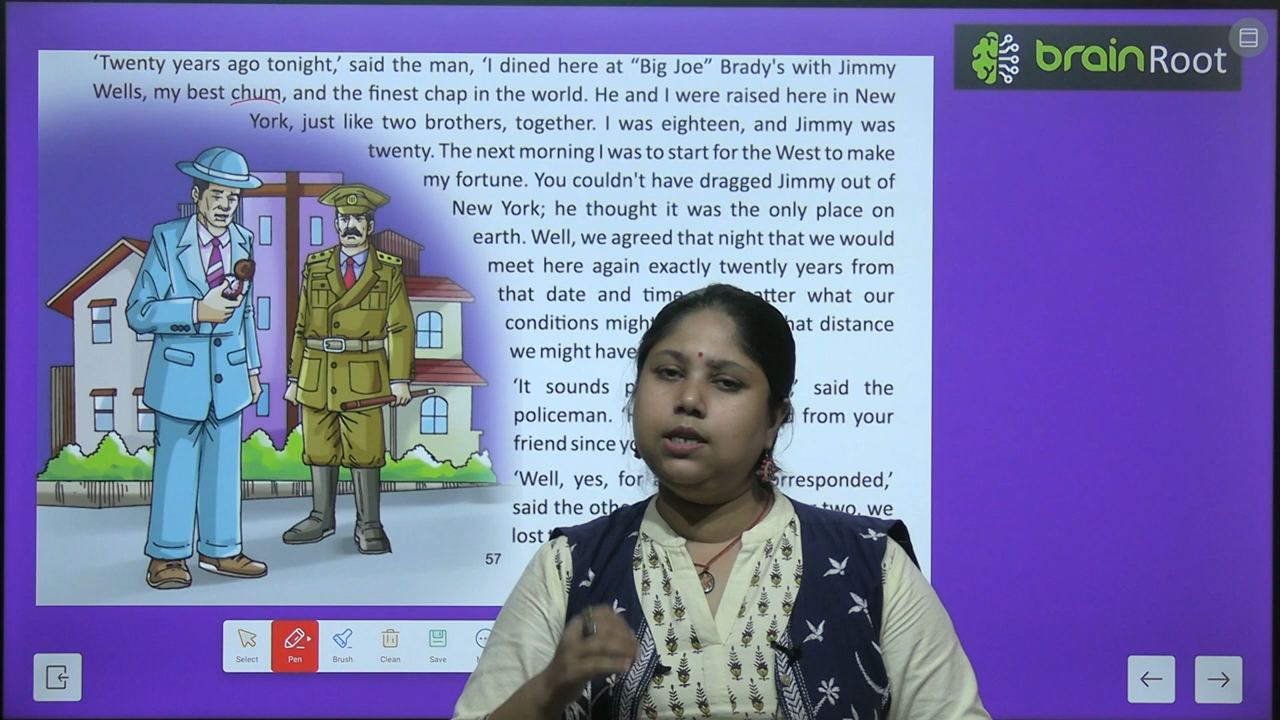 ‘Twenty years ago tonight,’ said the man, ‘I dined here at “Big Joe” Brady's with Jimmy
Wells, my best chum, and the finest chap in the world. He and I were raised here in New
York, just like two brothers, together. I was eighteen, and Jimmy was
twenty. The next morning I was to start for the West to make
my fortune. You couldn't have dragged Jimmy out of
New York; he thought it was the only place on
earth. Well, we agreed that night that we would
meet here again exactly twently years from
that date and time what our
conditions distance
we might have
‘It sounds said the
policeman. from your
friend since
‘Well, yes, for
said the two, we
lost
57
Select Pen Brush Clean Save
brainRoot